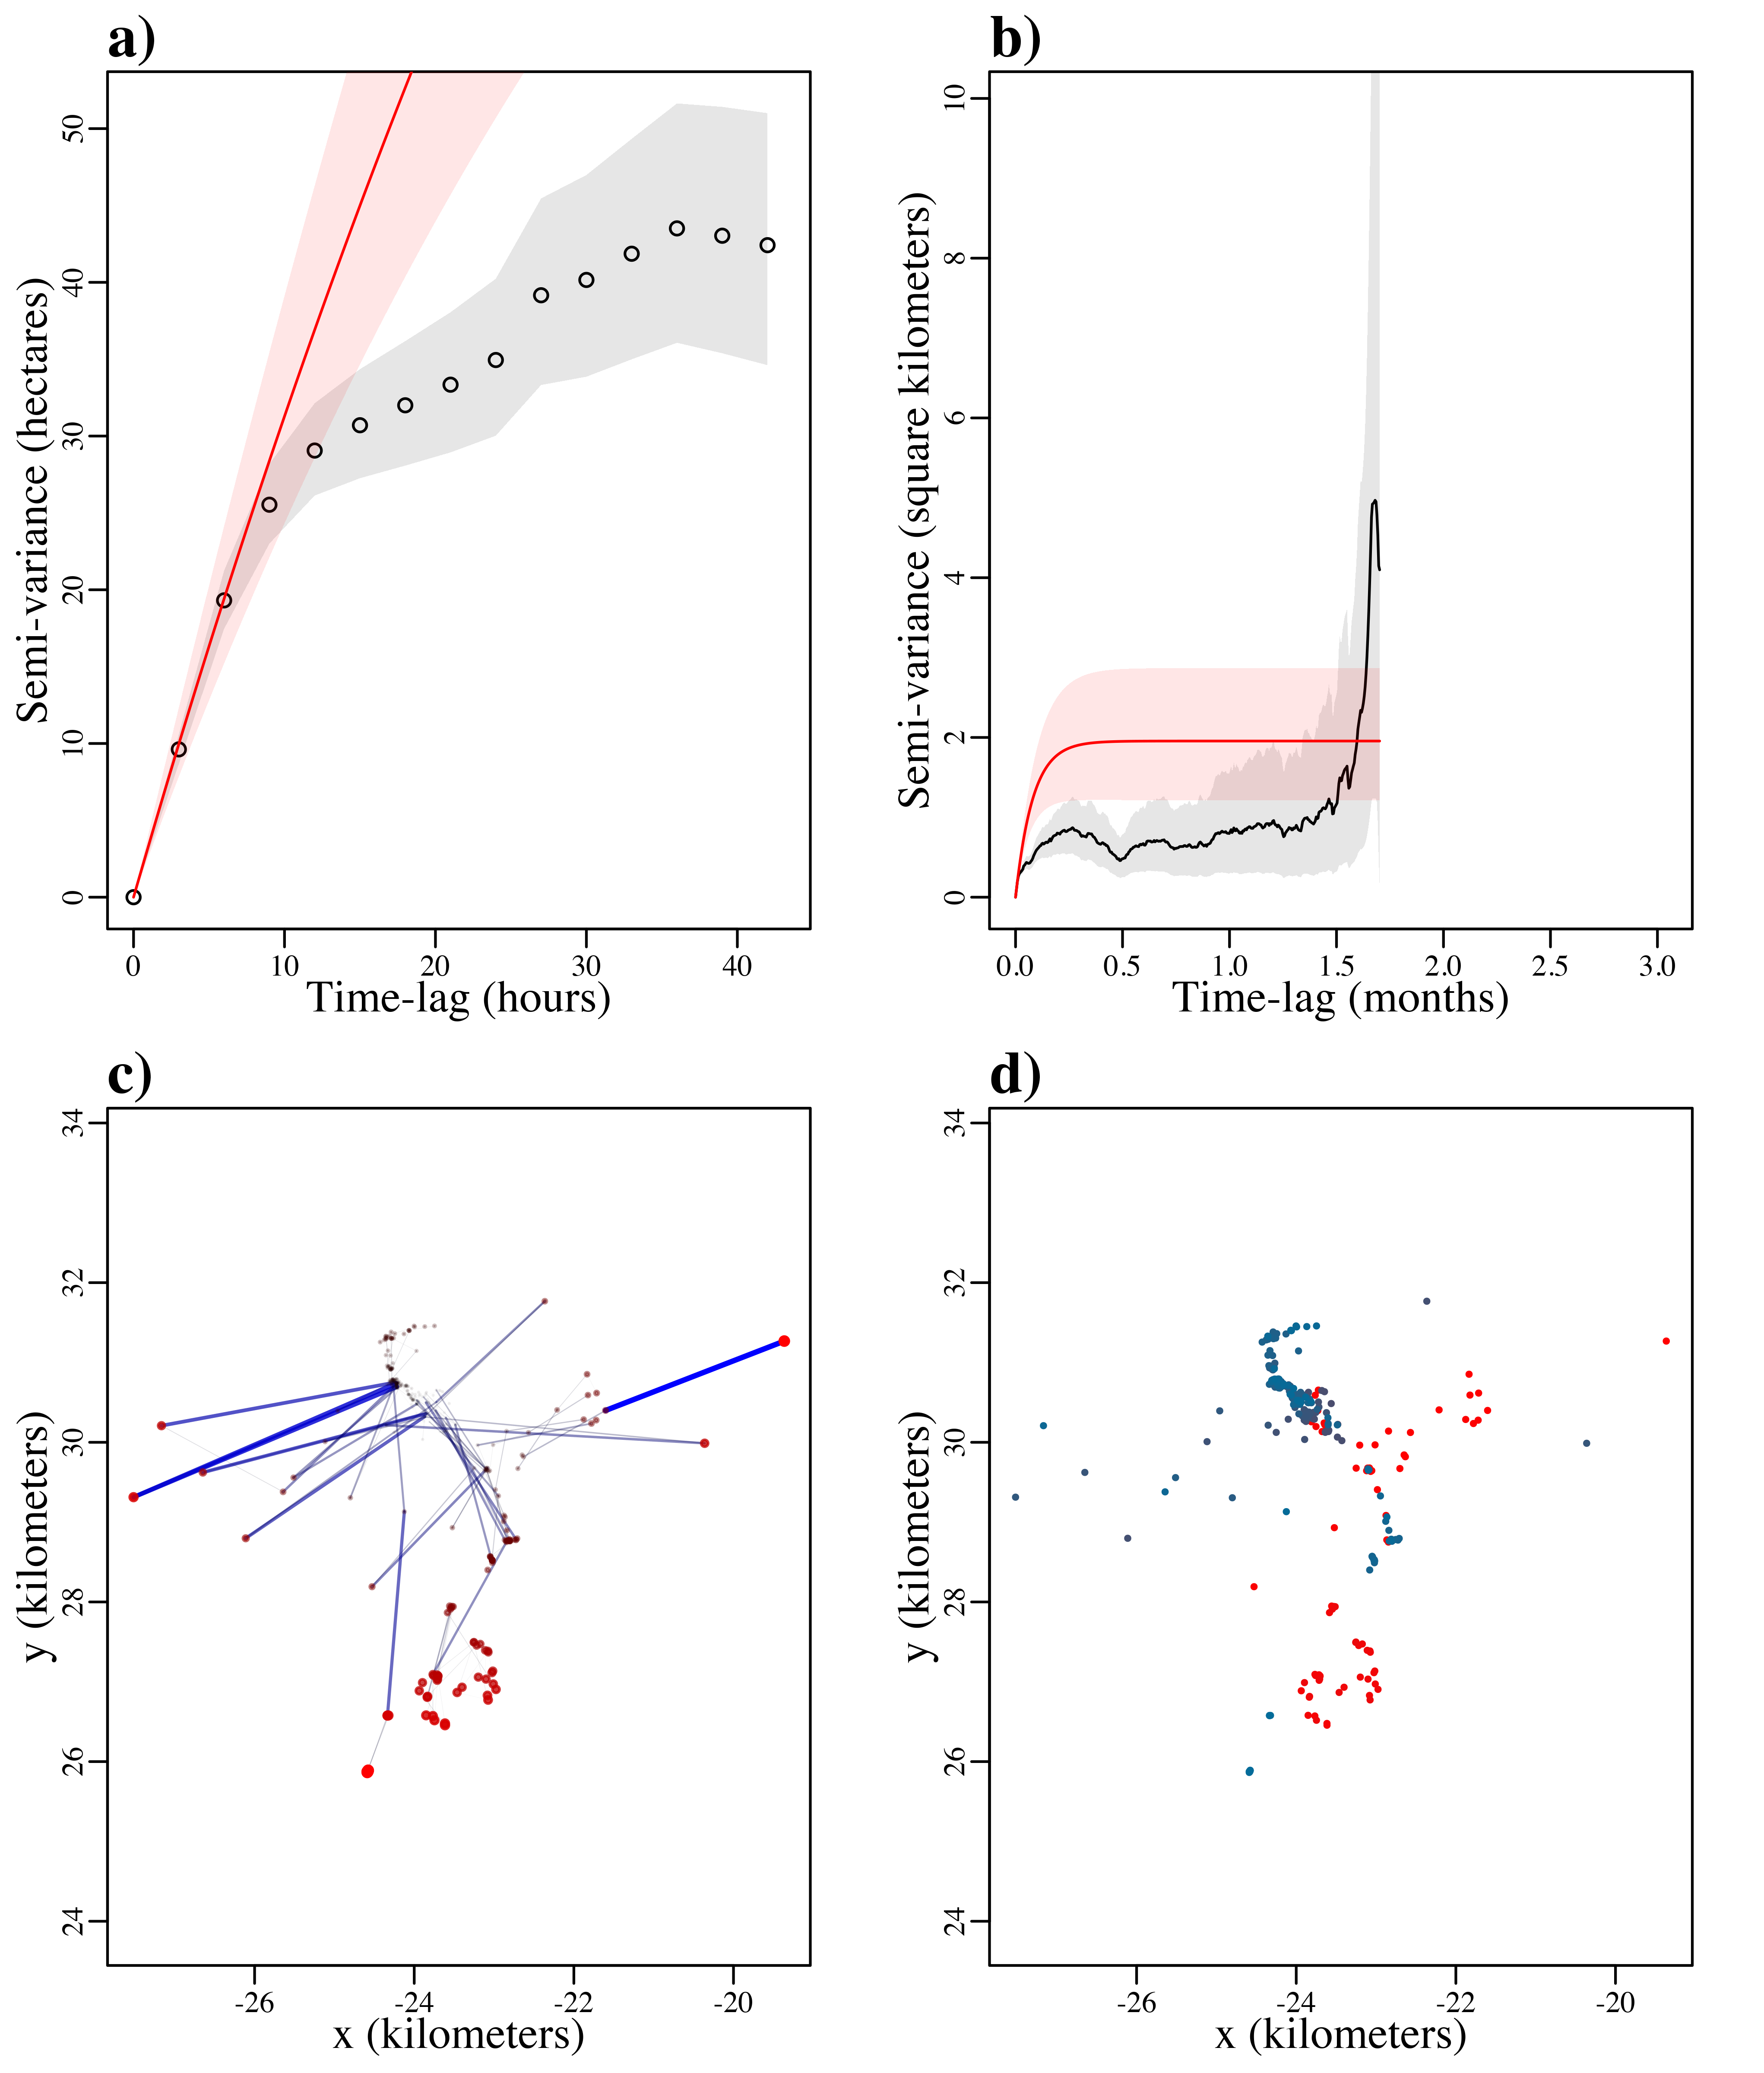 a)
Semi-variance (hectares)
50
40
30
20
10
0
0 10 20 30 40
Time-lag (hours)
b)
Semi-variance (square kilometers)
10
8
6
4
2
0
0.0 0.5 1.0 1.5 2.0 2.5 3.0
Time-lag (months)
c)
y (kilometers)
34
32
30
28
26
24
-26 -24 -22 -20
x (kilometers)
d)
y (kilometers)
34
32
30
28
26
24
-26 -24 -22 -20
x (kilometers)